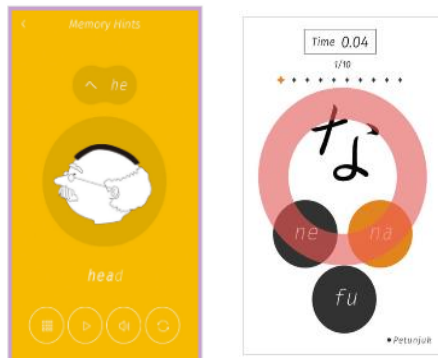 Memory Hints
へ he
head
Time 0.04
1/10
な
ne na
fu
Petunjuk